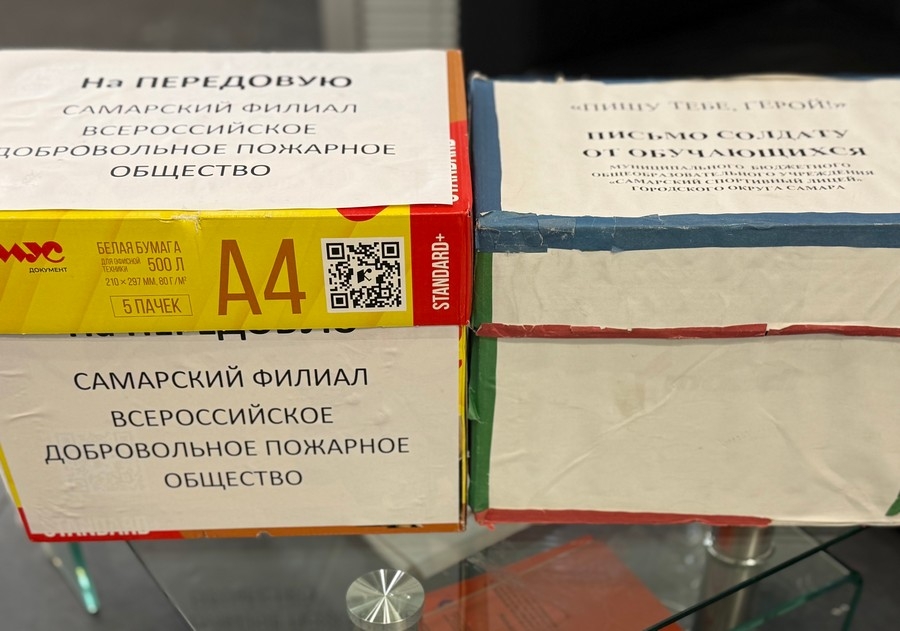 На ПЕРЕДОВУЮ
САМАРСКИЙ ФИЛИАЛ
ВСЕРОССИЙСКОЕ
ДОБРОВОЛЬНОЕ ПОЖАРНОЕ
ОБЩЕСТВО
БЕЛАЯ БУМАГА
ДЛЯ ОФИСНОЙ
ТЕХНИКИ 500 Л
210 × 297 ММ, 80 Г/М²
5 ПАЧЕК
ДОКУМЕНТ
A4
STANDARD+
САМАРСКИЙ ФИЛИАЛ
ВСЕРОССИЙСКОЕ
ДОБРОВОЛЬНОЕ ПОЖАРНОЕ
ОБЩЕСТВО
«ПИШУ ТЕБЕ, ГЕРОЙ!»
ПИСЬМО СОЛДАТУ
ОТ ОБУЧАЮЩИХСЯ
МУНИЦИПАЛЬНОГО БЮДЖЕТНОГО
ОБЩЕОБРАЗОВАТЕЛЬНОГО УЧРЕЖДЕНИЯ
«САМАРСКИЙ СПОРТИВНЫЙ ЛИЦЕЙ»
ГОРОДСКОГО ОКРУГА САМАРА